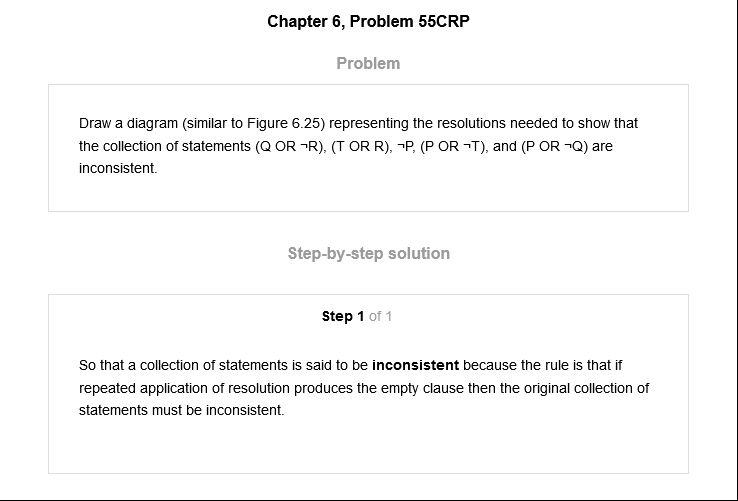 Chapter 6, Problem 55CRP
Problem
Draw a diagram (similar to Figure 6.25) representing the resolutions needed to show that
the collection of statements (Q OR ¬R), (T OR R), ¬P, (P OR ¬T), and (P OR ¬Q) are
inconsistent.
Step-by-step solution
Step 1 of 1
So that a collection of statements is said to be inconsistent because the rule is that if
repeated application of resolution produces the empty clause then the original collection of
statements must be inconsistent.